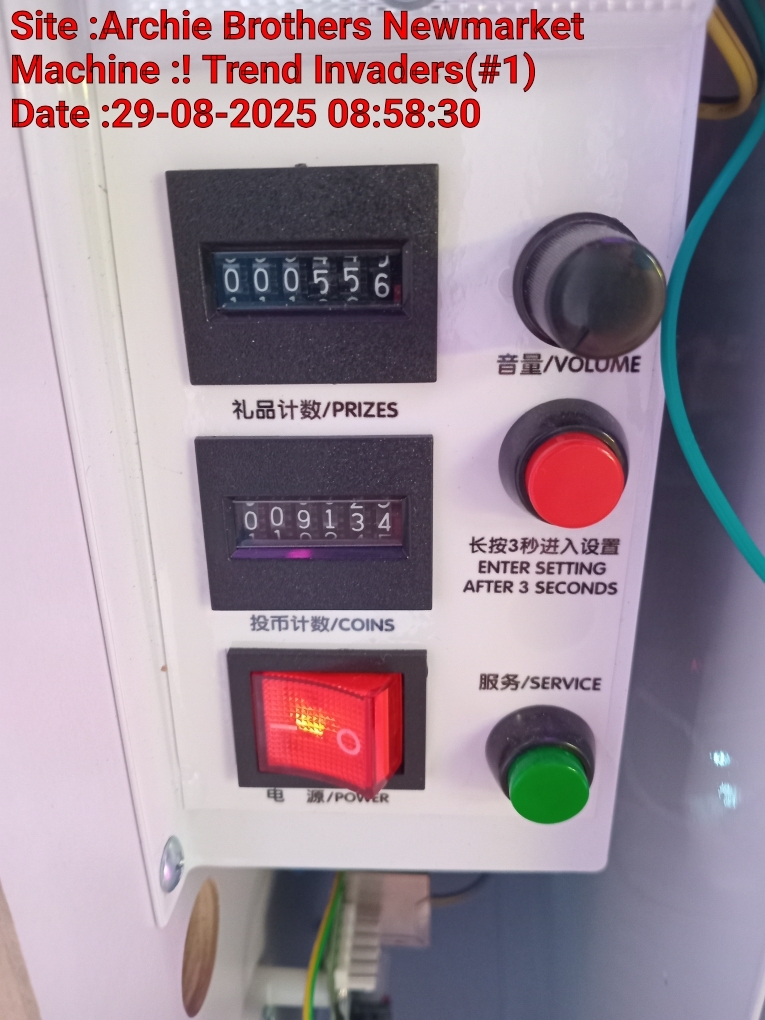 Site :Archie Brothers Newmarket
Machine :! Trend Invaders(#1)
Date :29-08-2025 08:58:30
000556
音量/VOLUME
礼品计数/PRIZES
009134
长按3秒进入设置
ENTER SETTING
AFTER 3 SECONDS
投币计数/COINS
服务/SERVICE
电 源/POWER